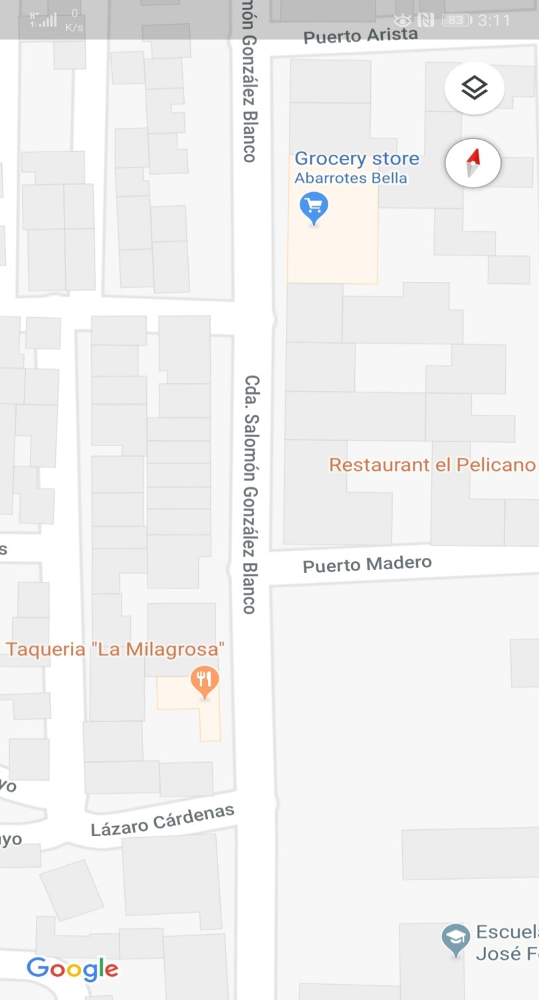 0
K/s
83
3:11
Puerto Arista
món González Blanco
Grocery store
Abarrotes Bella
Cda. Salomón González Blanco
Restaurant el Pelicano
s
Puerto Madero
Taqueria "La Milagrosa"
yo
Lázaro Cárdenas
ayo
Escuel
José F
Google